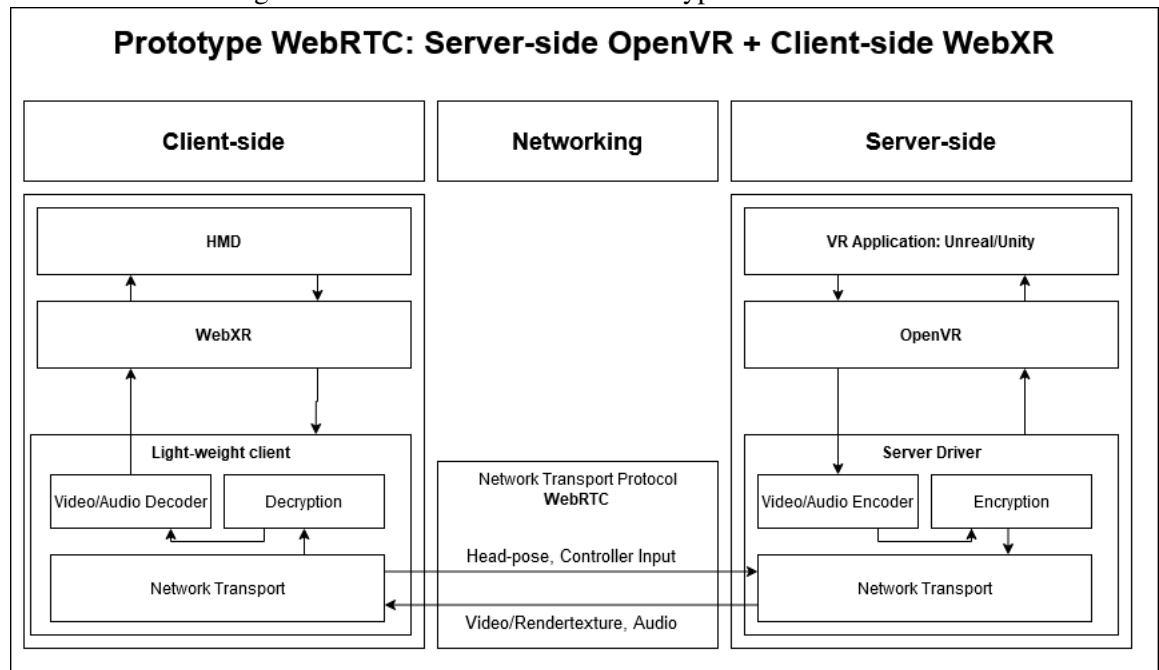 Prototype WebRTC: Server-side OpenVR + Client-side WebXR
Client-side
Networking
Server-side
HMD
WebXR
Light-weight client
Video/Audio Decoder
Decryption
Network Transport
Network Transport Protocol
WebRTC
Head-pose, Controller Input
Video/Rendertexture, Audio
VR Application: Unreal/Unity
OpenVR
Server Driver
Video/Audio Encoder
Encryption
Network Transport